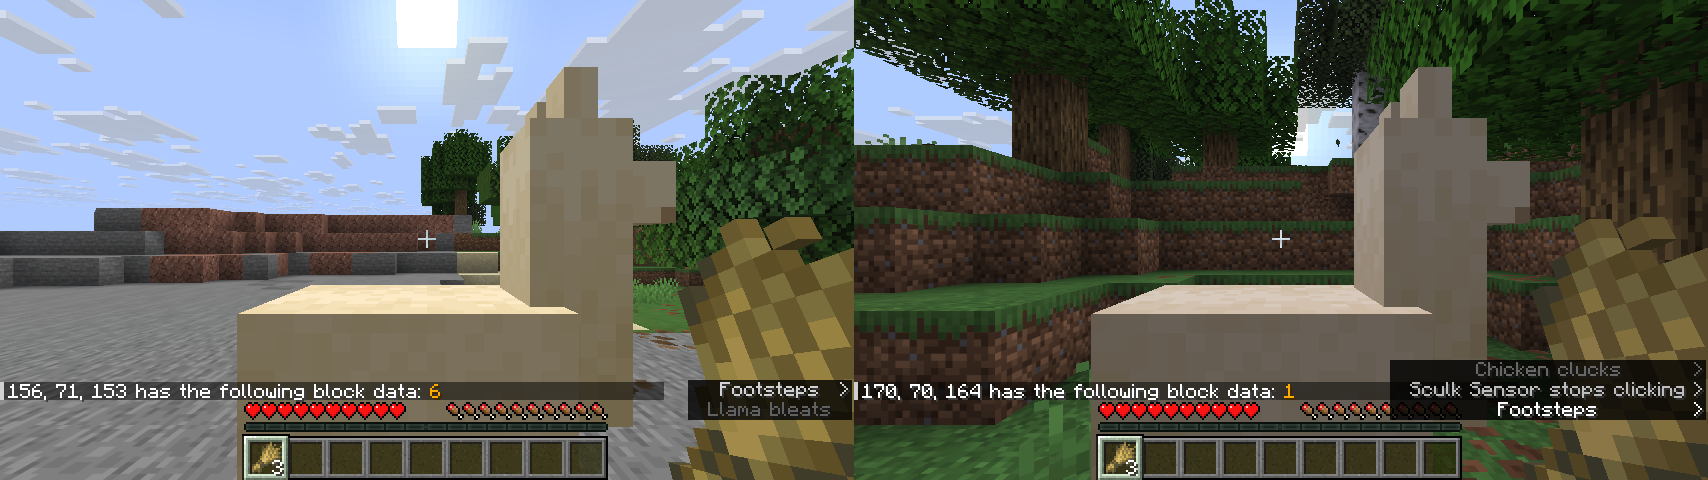 156, 71, 153 has the following block data: 6
Footsteps >
Llama bleats
3
Chicken clucks >
170, 70, 164 has the following block data: 1
Sculk Sensor stops clicking >
Footsteps >
3